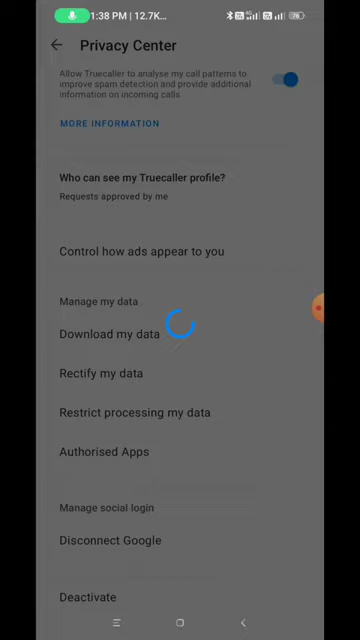 1:38 PM | 12.7K...
76
Privacy Center
Allow Truecaller to analyse my call patterns to
improve spam detection and provide additional
information on incoming calls.
MORE INFORMATION
Who can see my Truecaller profile?
Requests approved by me
Control how ads appear to you
Manage my data
Download my data
Rectify my data
Restrict processing my data
Authorised Apps
Manage social login
Disconnect Google
Deactivate